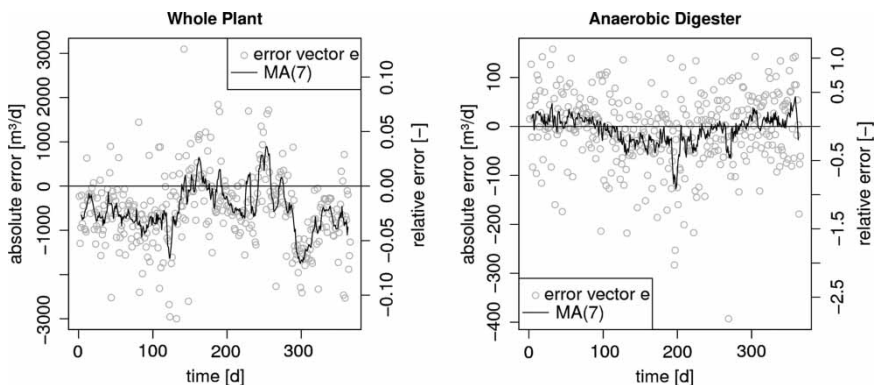 Whole Plant
error vector e
MA(7)
3000
2000
1000
0
−1000
−2000
−3000
absolute error [m³/d]
0.10
0.05
0.00
−0.05
−0.10
relative error [−]
0
100
200
300
time [d]
Anaerobic Digester
100
0
−100
−200
−300
−400
absolute error [m³/d]
1.0
0.5
−0.5
−1.5
−2.5
relative error [−]
error vector e
MA(7)
0
100
200
300
time [d]